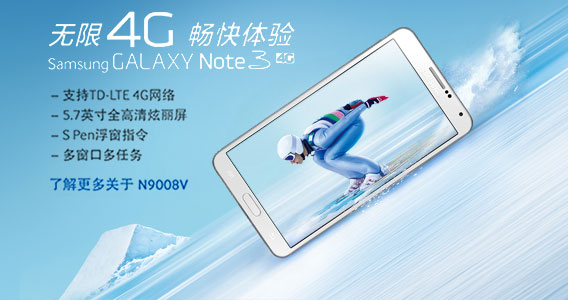 无限 4G 畅快体验
Samsung GALAXY Note 3 4G
– 支持TD-LTE 4G网络
– 5.7英寸全高清炫丽屏
– S Pen浮窗指令
– 多窗口多任务
了解更多关于 N9008V